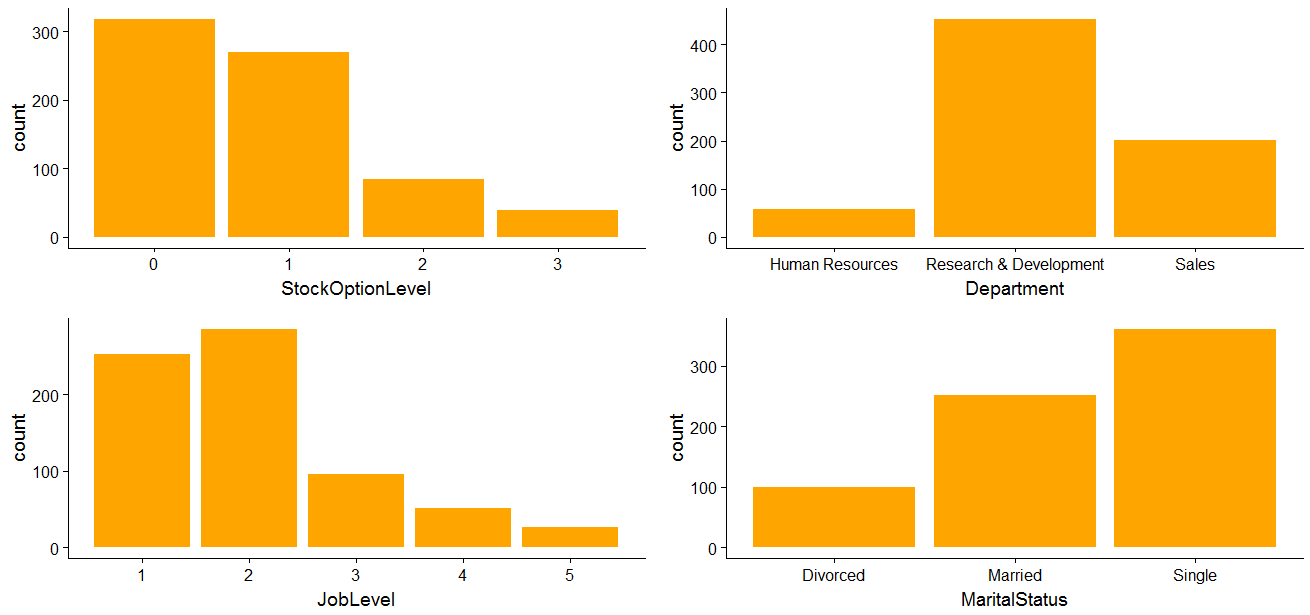 300
200
100
0
count
0 1 2 3
StockOptionLevel
400
300
200
100
0
count
Human Resources Research & Development Sales
Department
200
100
0
count
1 2 3 4 5
JobLevel
300
200
100
0
count
Divorced Married Single
MaritalStatus